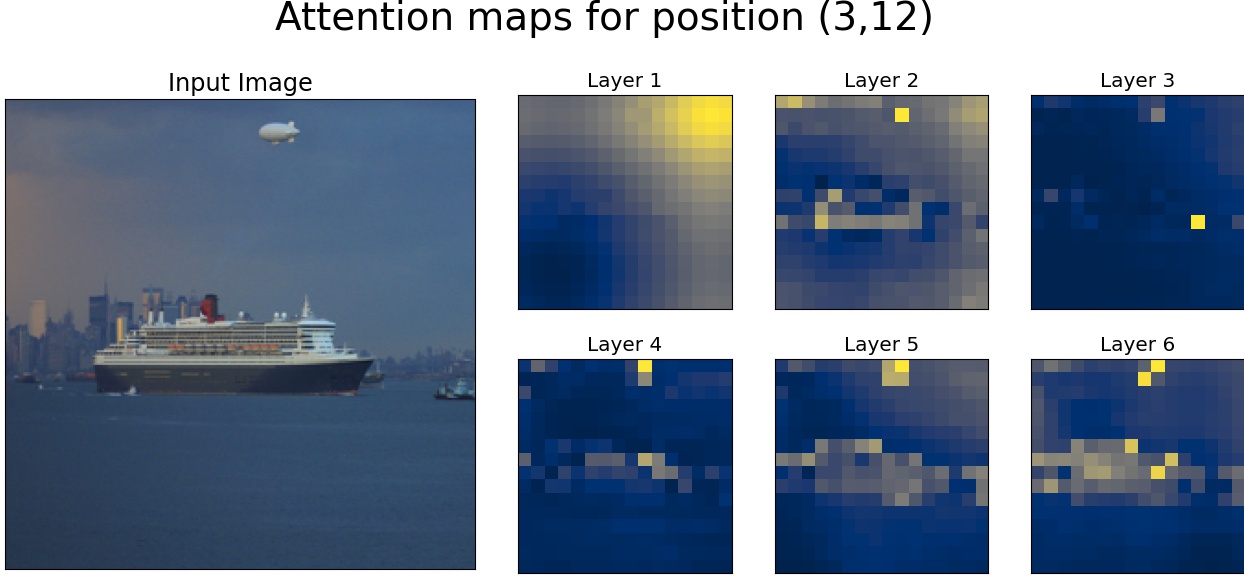 Attention maps for position (3,12)
Input Image
Layer 1
Layer 2
Layer 3
Layer 4
Layer 5
Layer 6